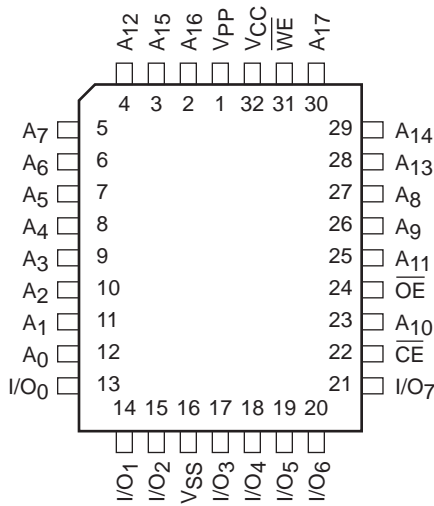 A12 A15 A16 VPP VCC WE A17
4 3 2 1 32 31 30
A7 5 29 A14
A6 6 28 A13
A5 7 27 A8
A4 8 26 A9
A3 9 25 A11
A2 10 24 OE
A1 11 23 A10
A0 12 22 CE
I/O0 13 21 I/O7
14 15 16 17 18 19 20
I/O1 I/O2 VSS I/O3 I/O4 I/O5 I/O6